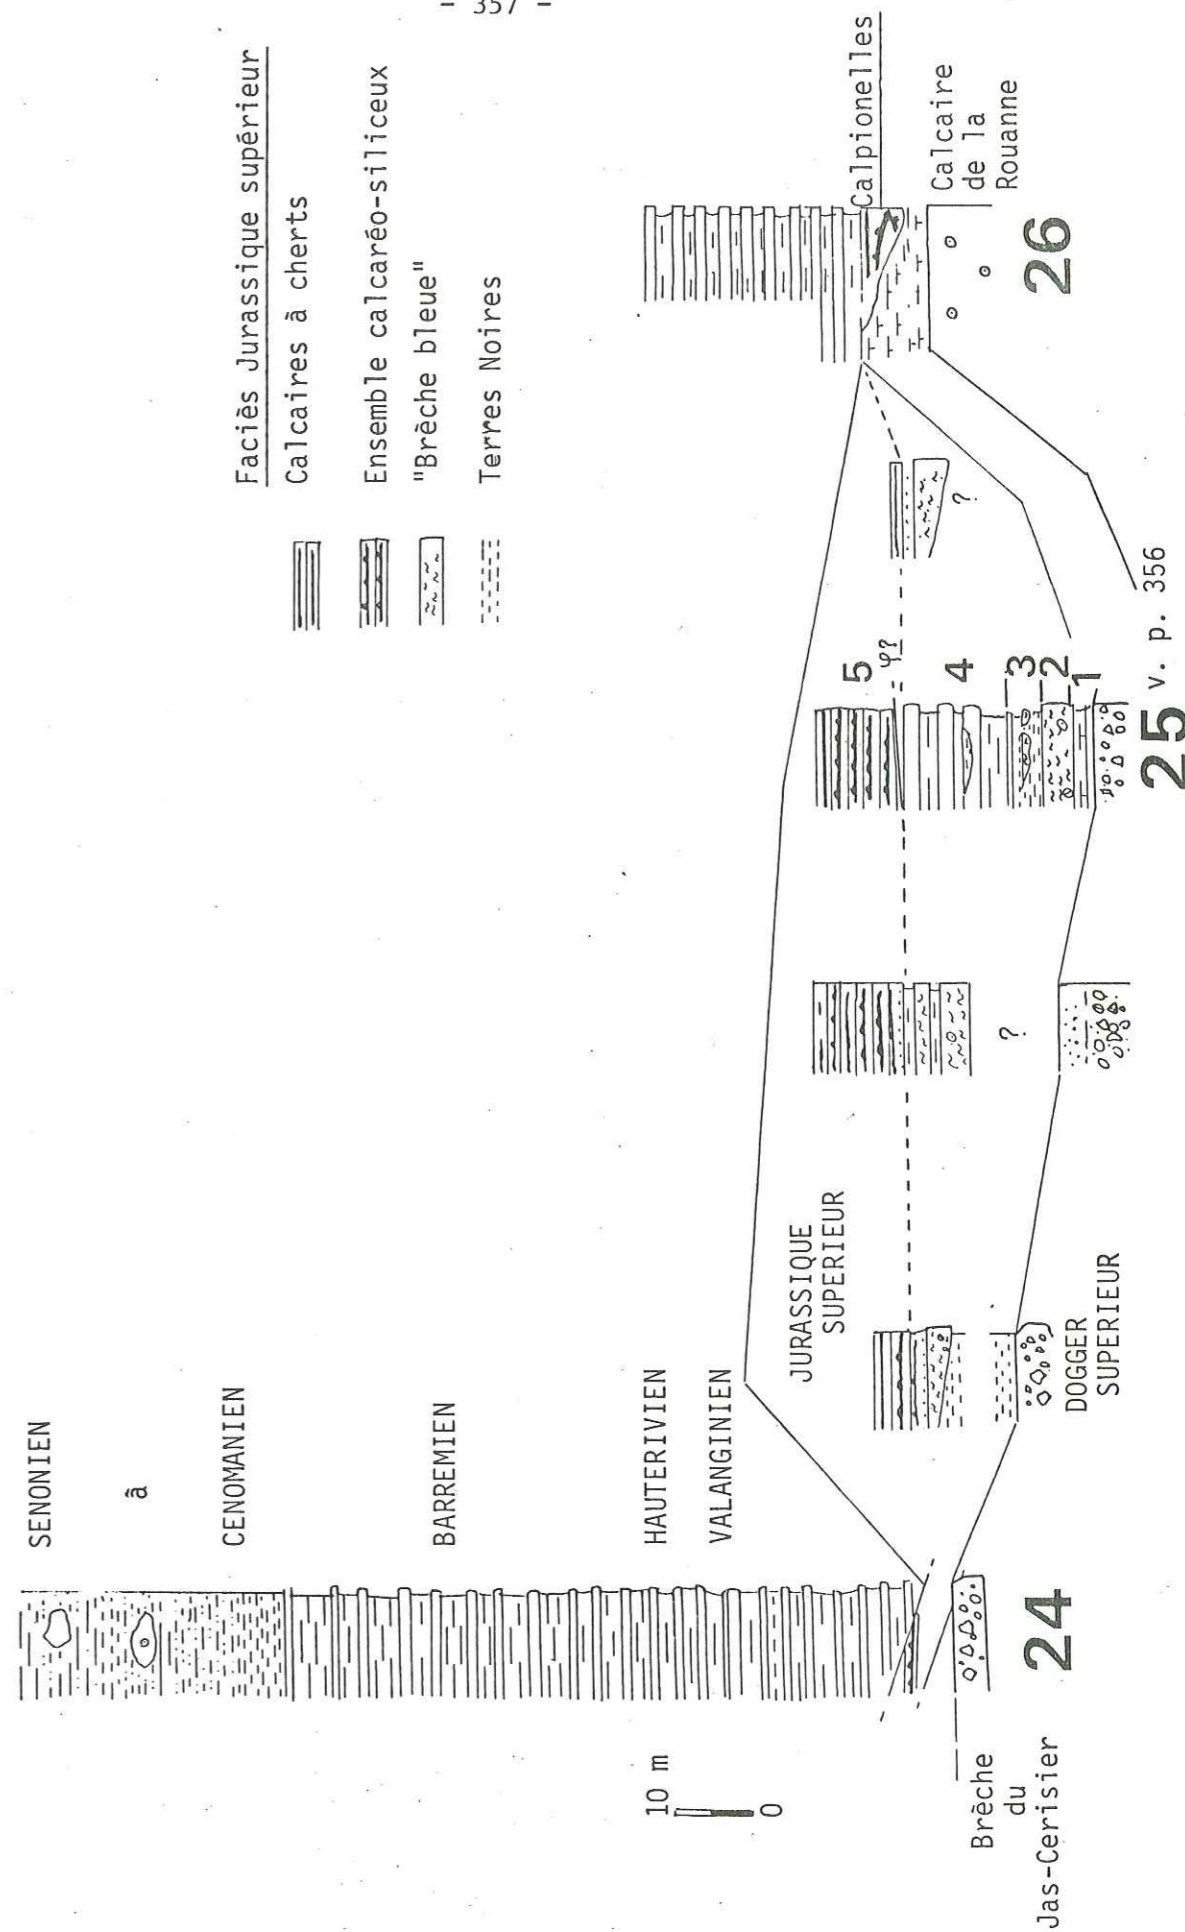 - 357 -
Faciès Jurassique supérieur
Calcaires à cherts
Ensemble calcaréo-siliceux
"Brèche bleue"
Terres Noires
SENONIEN
à
CENOMANIEN
BARREMIEN
HAUTERIVIEN
VALANGINIEN
JURASSIQUE
SUPERIEUR
DOGGER
SUPERIEUR
10 m
0
Brèche
du
Jas-Cerisier
24
?
5
φ?
4
3
2
1
25
v. p. 356
?
Calpionelles
Calcaire
de la
Rouanne
26